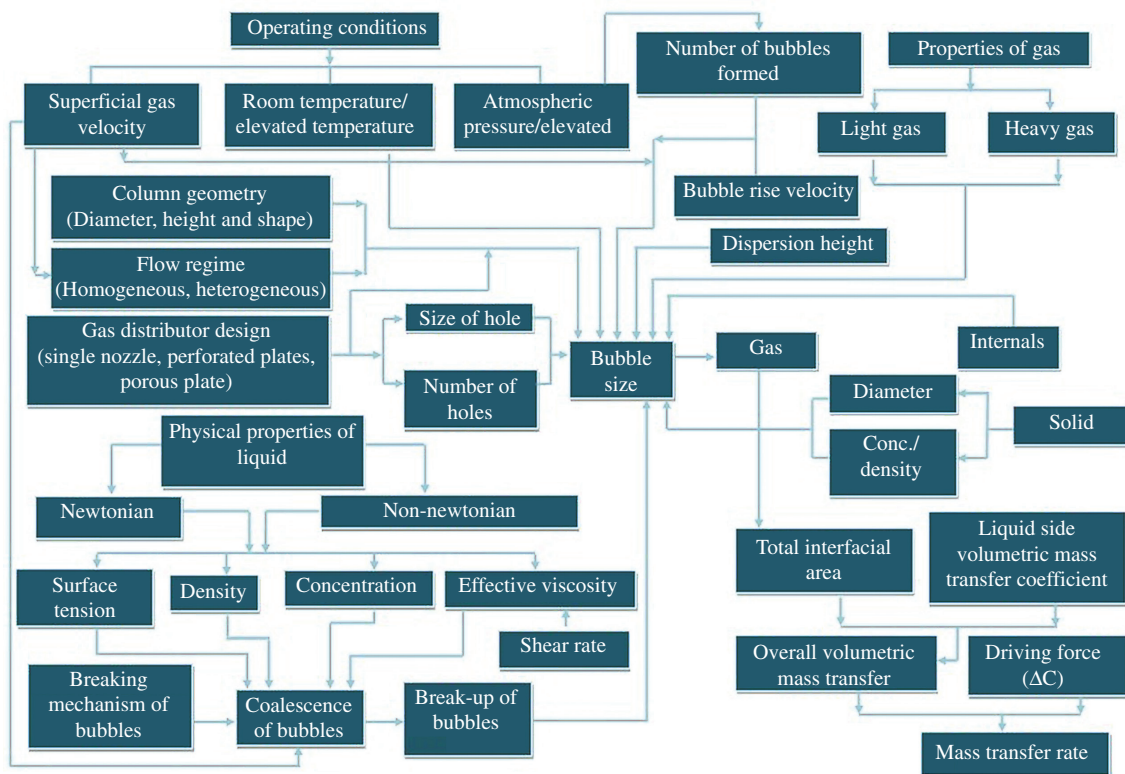 Operating conditions
Number of bubbles
formed
Properties of gas
Superficial gas
velocity
Room temperature/
elevated temperature
Atmospheric
pressure/elevated
Light gas
Heavy gas
Column geometry
(Diameter, height and shape)
Bubble rise velocity
Dispersion height
Flow regime
(Homogeneous, heterogeneous)
Gas distributor design
(single nozzle, perforated plates,
porous plate)
Size of hole
Number of
holes
Bubble
size
Gas
Internals
Diameter
Conc./
density
Solid
Physical properties of
liquid
Newtonian
Non-newtonian
Surface
tension
Density
Concentration
Effective viscosity
Shear rate
Total interfacial
area
Liquid side
volumetric mass
transfer coefficient
Breaking
mechanism of
bubbles
Coalescence
of bubbles
Break-up of
bubbles
Overall volumetric
mass transfer
Driving force
(ΔC)
Mass transfer rate